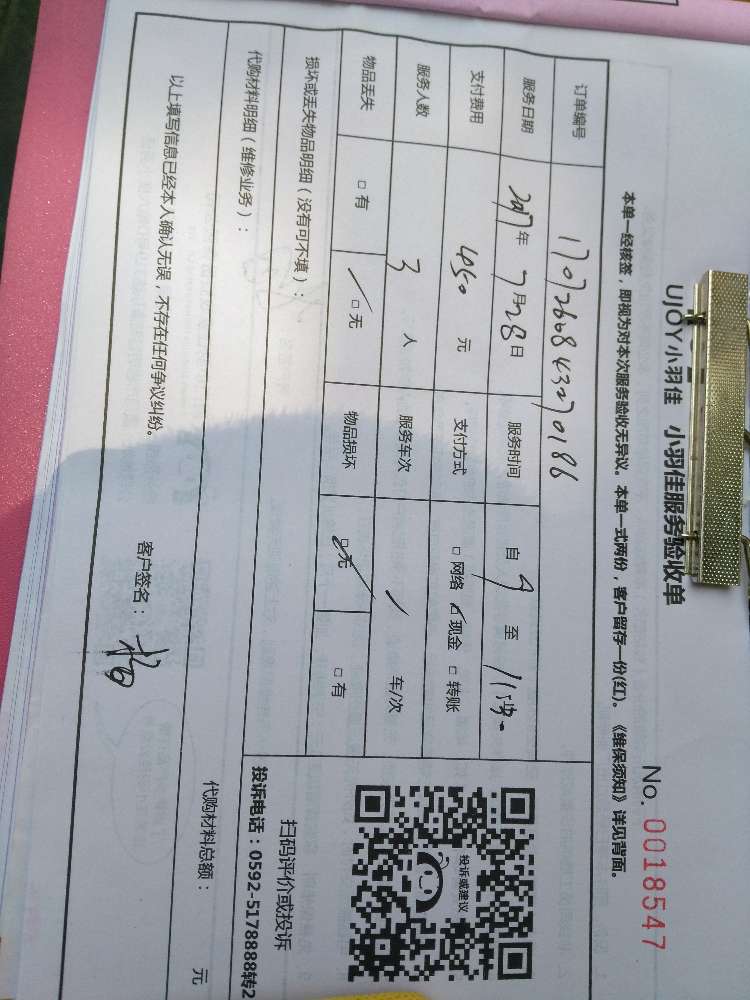 UJOY小羽佳 小羽佳服务验收单
No. 0018547
本单一经核签，即视为对本次服务验收无异议。本单一式两份，客户留存一份(红)。《维保须知》详见背面。
订单编号 1707260843270186
服务日期 2017年 7月28日 服务时间 自 9 至 11
支付费用 450 元 支付方式 □ 网络 □ 现金 □ 转账
服务人数 3 人 服务车次 1 车/次
物品丢失 □ 有 □ 无 物品损坏 □ 无 □ 有
损坏或丢失物品明细（没有可不填）：
投诉或建议
扫码评价或投诉
投诉电话：0592-5178888转2
代购材料明细（维修业务）：
代购材料总额： 元
以上填写信息已经本人确认无误，不存在任何争议纠纷。
客户签名：